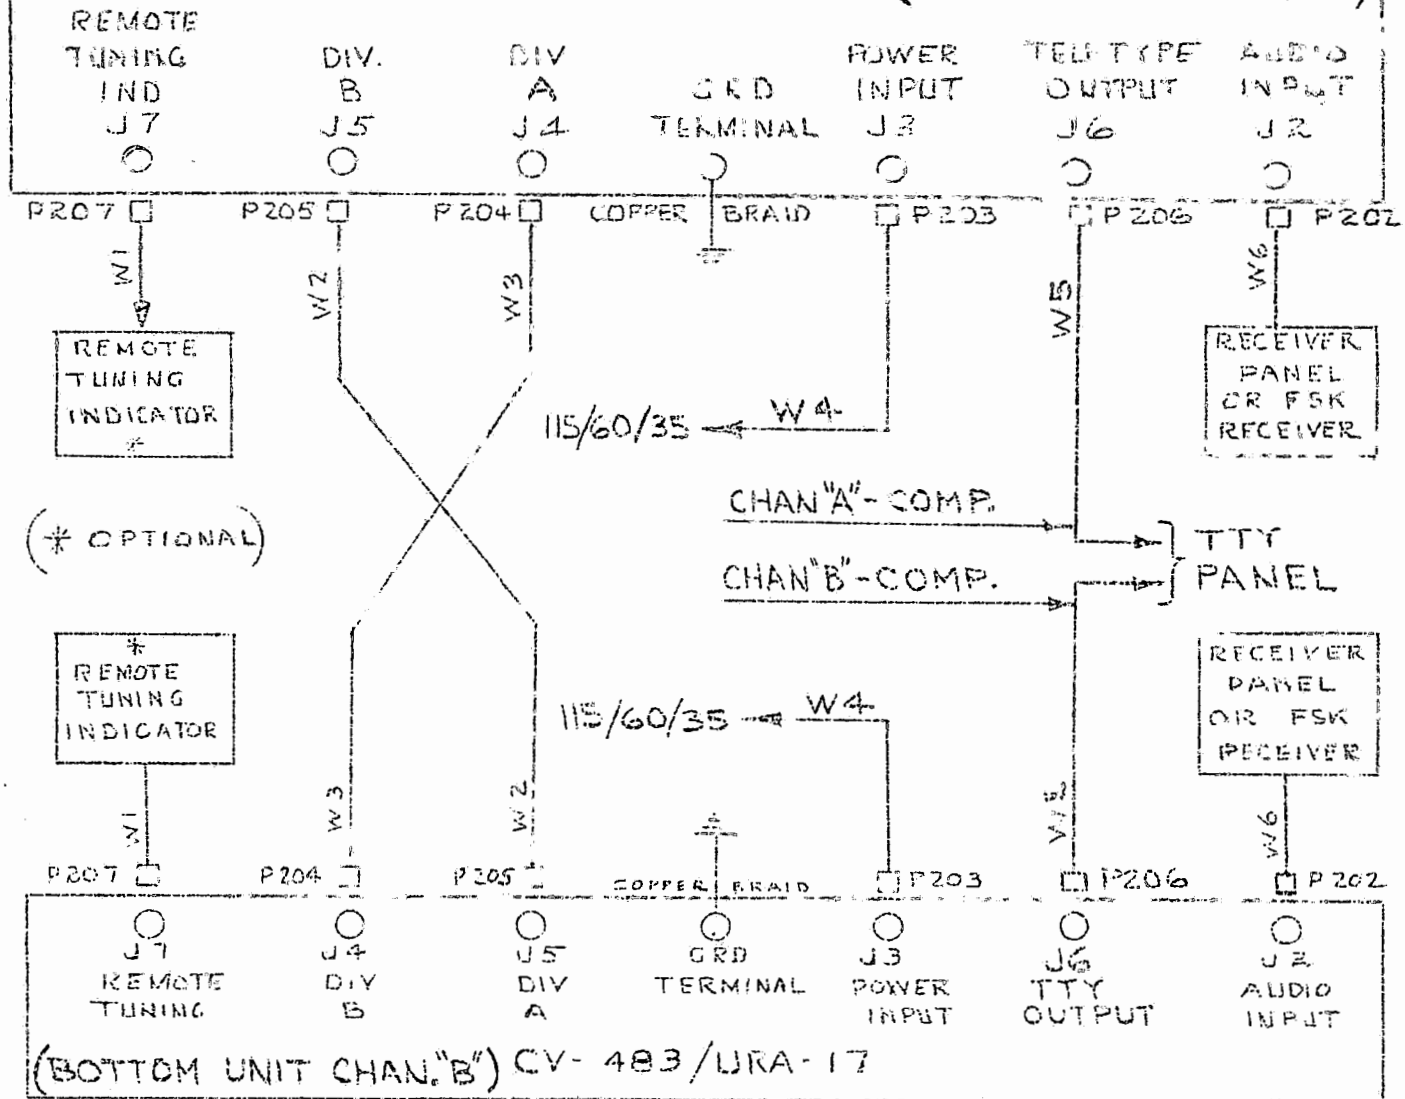 REMOTE
TUNING
IND
J7
DIV.
B
J5
DIV
A
J4
GRD
TERMINAL
POWER
INPUT
J3
TELETYPE
OUTPUT
J6
AUDIO
INPUT
J2
P207
P205
P204
COPPER BRAID
P203
P206
P202
W1
W2
W3
W5
W6
REMOTE
TUNING
INDICATOR
*
115/60/35
W4
RECEIVER
PANEL
OR FSK
RECEIVER
CHAN"A"-COMP.
(* OPTIONAL)
TTY
PANEL
CHAN"B"-COMP.
*
REMOTE
TUNING
INDICATOR
115/60/35
W4
RECEIVER
PANEL
OR FSK
RECEIVER
W1
W3
W2
W6
P207
P204
P205
COPPER BRAID
P203
P206
P202
J7
REMOTE
TUNING
J4
DIV
B
J5
DIV
A
GRD
TERMINAL
J3
POWER
INPUT
J6
TTY
OUTPUT
J2
AUDIO
INPUT
(BOTTOM UNIT CHAN."B") CV-483/URA-17